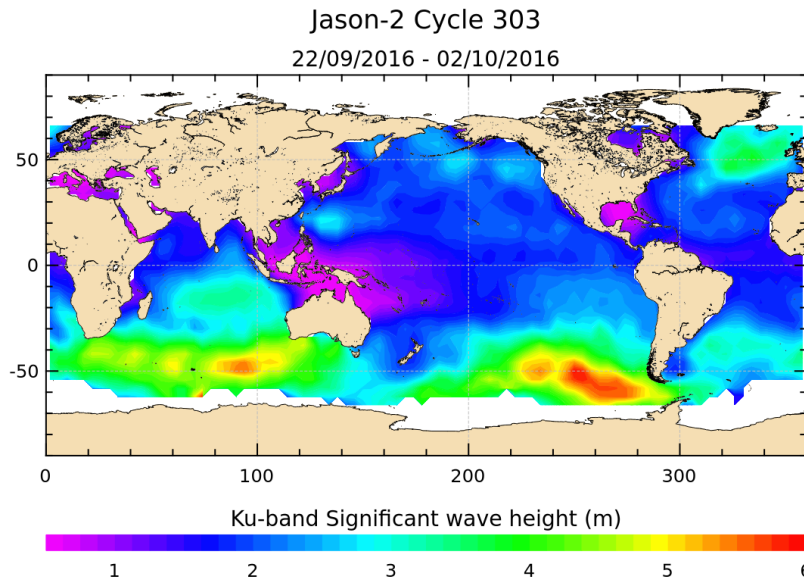 Jason-2 Cycle 303
22/09/2016 - 02/10/2016
50
0
-50
0 100 200 300
Ku-band Significant wave height (m)
1 2 3 4 5 6